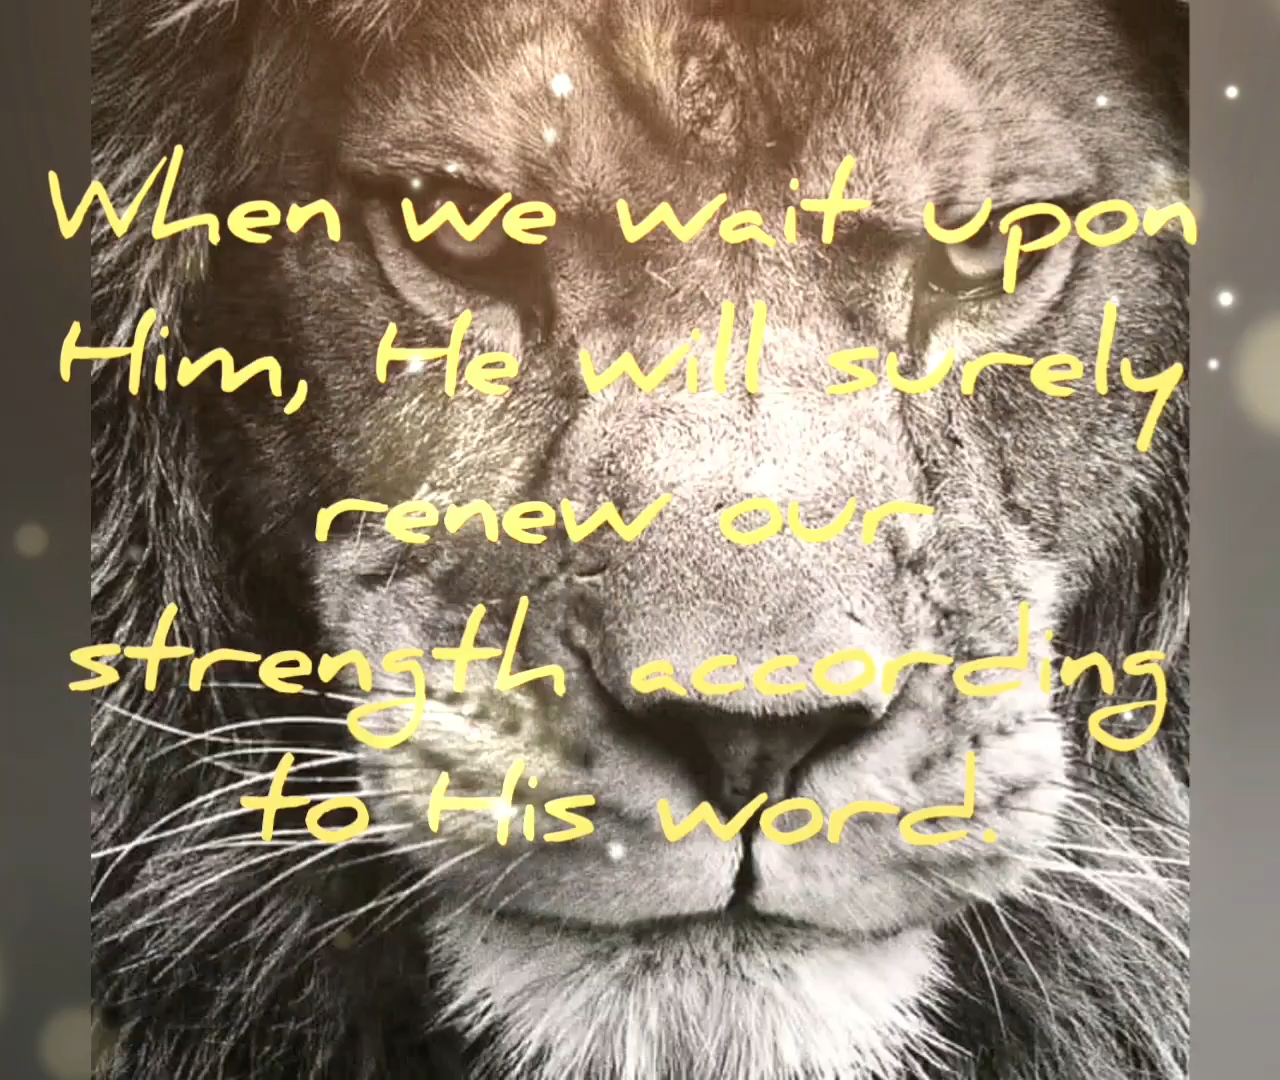 When we wait upon
Him, He will surely
renew our
strength according
to His word.